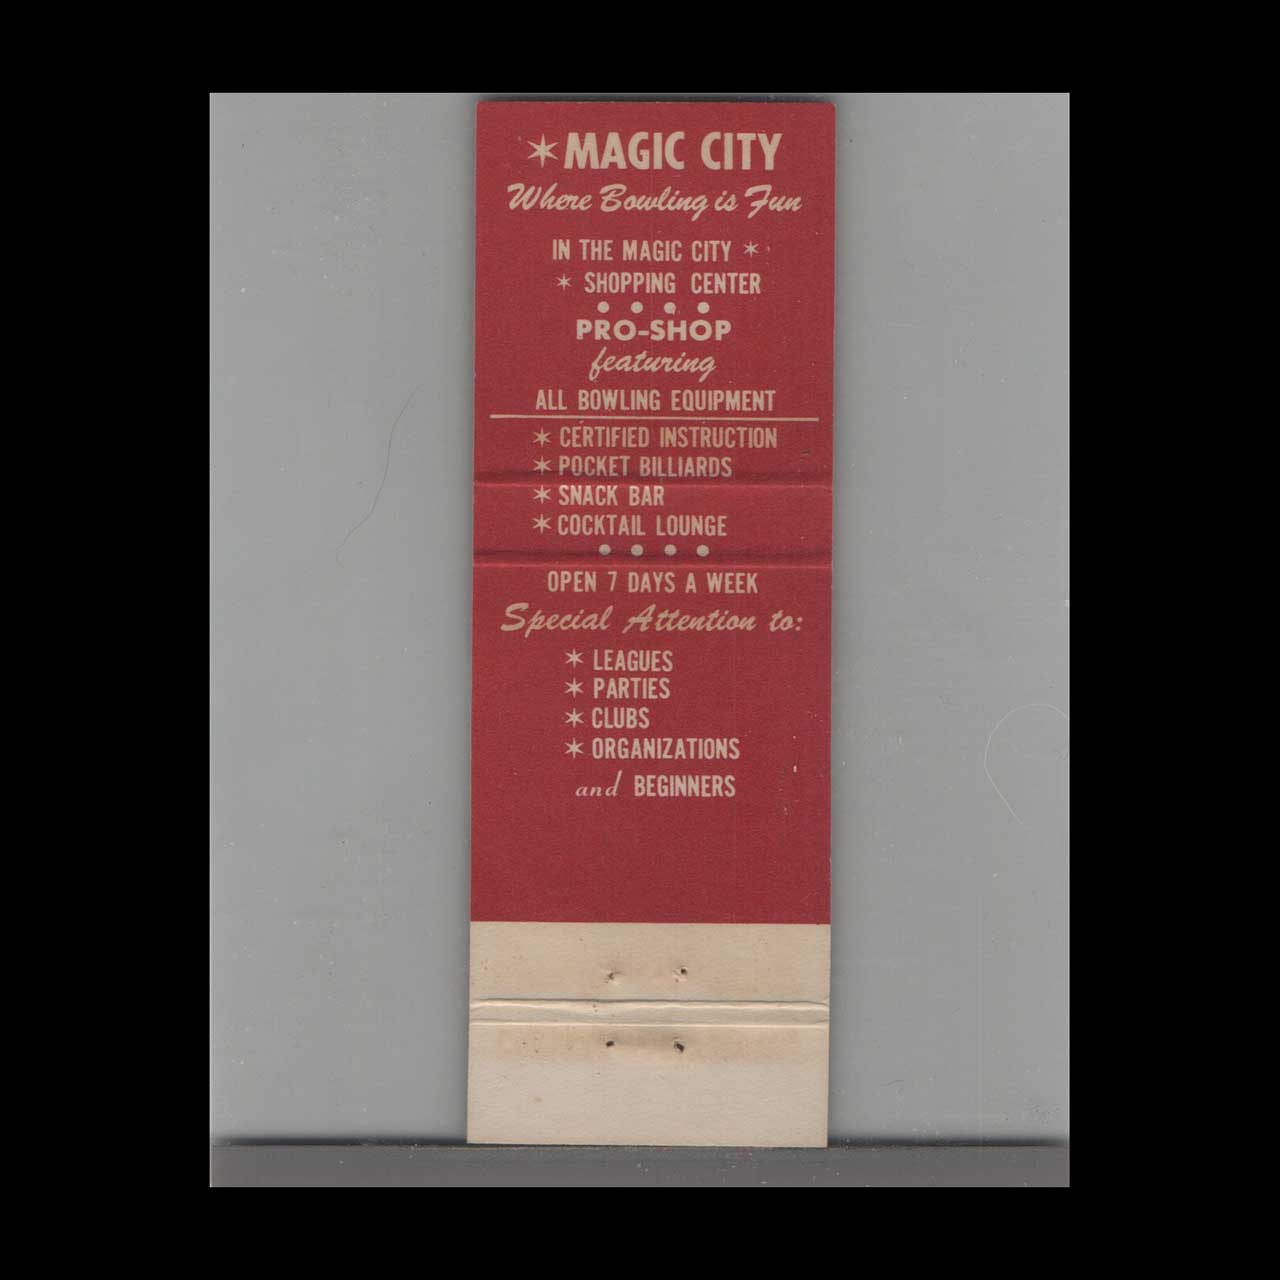 ✶MAGIC CITY
Where Bowling is Fun
IN THE MAGIC CITY ✶
✶ SHOPPING CENTER
• • • •
PRO-SHOP
featuring
ALL BOWLING EQUIPMENT
✶ CERTIFIED INSTRUCTION
✶ POCKET BILLIARDS
✶ SNACK BAR
✶ COCKTAIL LOUNGE
• • • •
OPEN 7 DAYS A WEEK
Special Attention to:
✶ LEAGUES
✶ PARTIES
✶ CLUBS
✶ ORGANIZATIONS
and BEGINNERS